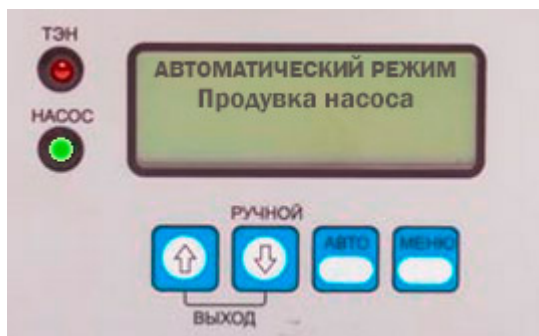 ТЭН
АВТОМАТИЧЕСКИЙ РЕЖИМ
Продувка насоса
НАСОС
РУЧНОЙ
АВТО
МЕНЮ
ВЫХОД